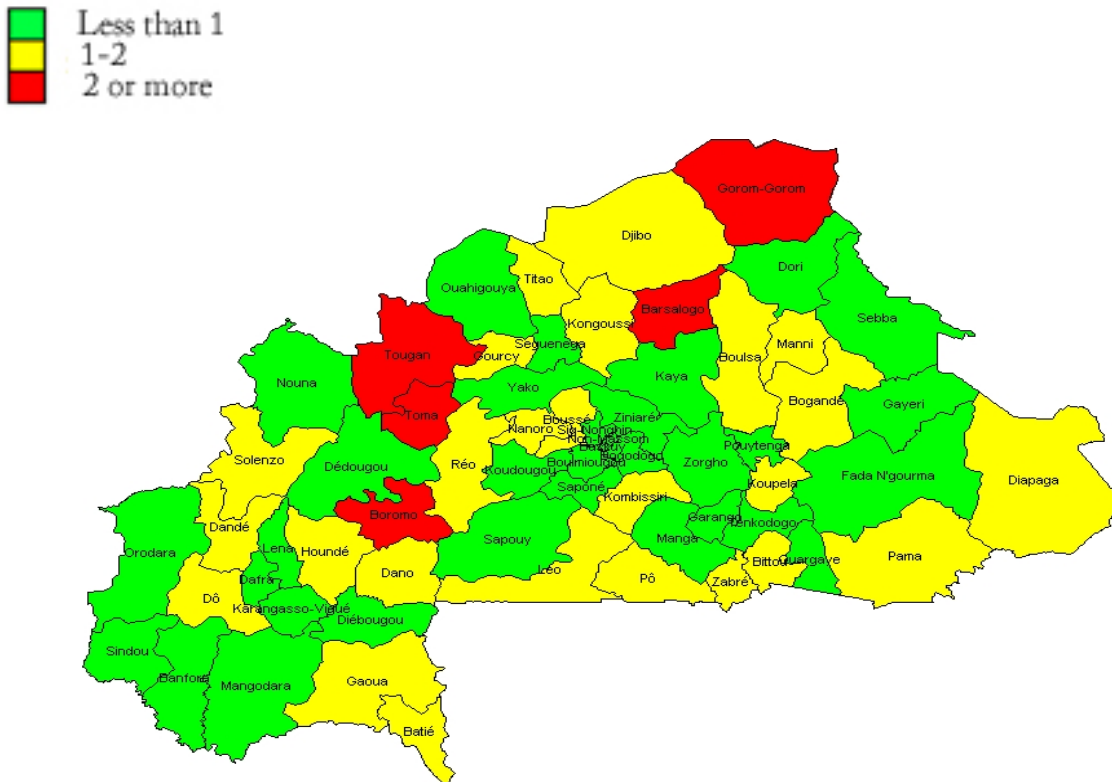 Less than 1
1-2
2 or more
Gorom-Gorom
Djibo
Dori
Titao
Ouahigouya
Barsalogo
Sebba
Kongoussi
Seguenega
Manni
Tougan
Gourcy
Boulsa
Kaya
Nouna
Yako
Bogandé
Gayeri
Toma
Boussé
Ziniaré
Nanoro
Sig-Nonghin
Pouytenga
Solenzo
Dédougou
Réo
Koudougou
Boulmiougou
Bogodogo
Zorgho
Koupela
Fada N'gourma
Diapaga
Saponé
Kombissiri
Boromo
Garango
Tenkodogo
Dandé
Orodara
Lena
Houndé
Sapouy
Manga
Bittou
Ouargaye
Pama
Dano
Léo
Pô
Zabré
Dafra
Dô
Karangasso-Vigué
Diébougou
Sindou
Banfora
Mangodara
Gaoua
Batié